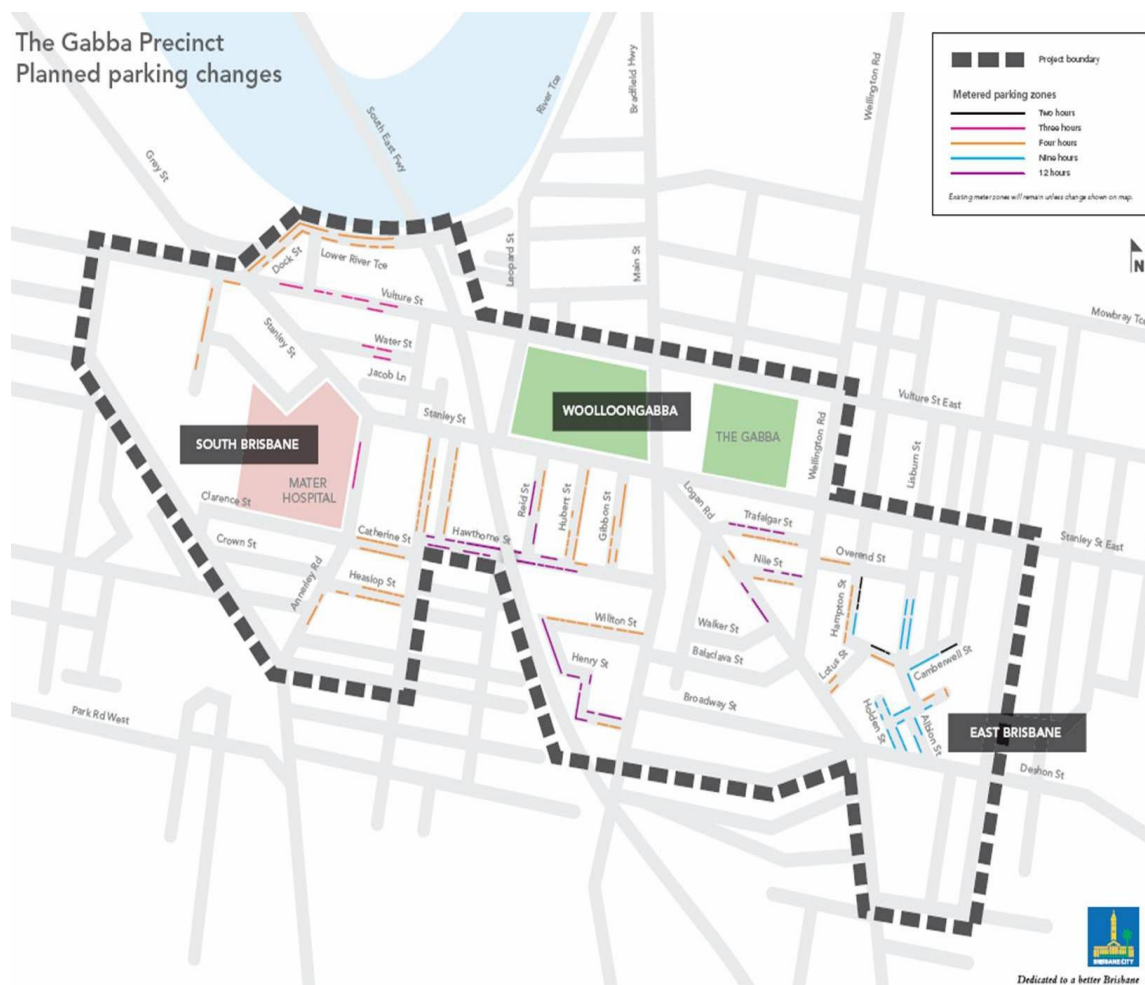 The Gabba Precinct
Planned parking changes
Project boundary
Metered parking zones
Two hours
Three hours
Four hours
Nine hours
12 hours
Existing meter zones will remain unless change shown on map.
Grey St
South East Fwy
River Tce
Bradfield Hwy
Wellington Rd
N
Dock St
Lower River Tce
Leopard St
Main St
Mowbray Tce
Vulture St
Stanley St
Water St
Jacob Ln
Vulture St East
Stanley St
WOOLLOONGABBA
THE GABBA
Wellington Rd
Lisburn St
SOUTH BRISBANE
MATER
HOSPITAL
Clarence St
Crown St
Catherine St
Hawthorne St
Reid St
Hubert St
Gibbon St
Logan Rd
Trafalgar St
Stanley St East
Overend St
Nile St
Annerley Rd
Heaslop St
Hampton St
Willton St
Walker St
Balaclava St
Lotus St
Camberwell St
Henry St
Broadway St
Holden St
Albion St
EAST BRISBANE
Park Rd West
Deshon St
BRISBANE CITY
Dedicated to a better Brisbane